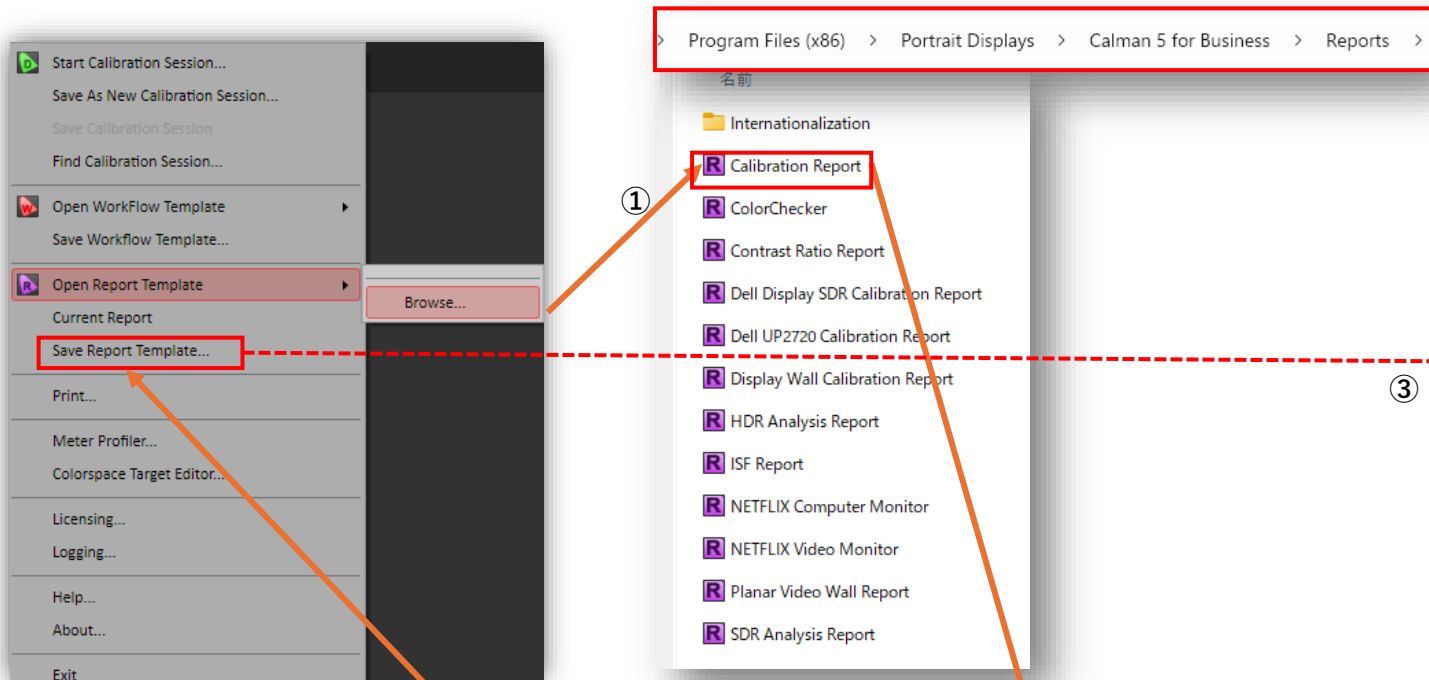 Start Calibration Session...
Save As New Calibration Session...
Save Calibration Session
Find Calibration Session...
Open WorkFlow Template
Save Workflow Template...
Open Report Template
Browse...
Current Report
Save Report Template...
Print...
Meter Profiler...
Colorspace Target Editor...
Licensing...
Logging...
Help...
About...
Exit
①
> Program Files (x86) > Portrait Displays > Calman 5 for Business > Reports >
名前
Internationalization
R Calibration Report
R ColorChecker
R Contrast Ratio Report
R Dell Display SDR Calibration Report
R Dell UP2720 Calibration Report
R Display Wall Calibration Report
R HDR Analysis Report
R ISF Report
R NETFLIX Computer Monitor
R NETFLIX Video Monitor
R Planar Video Wall Report
R SDR Analysis Report
③